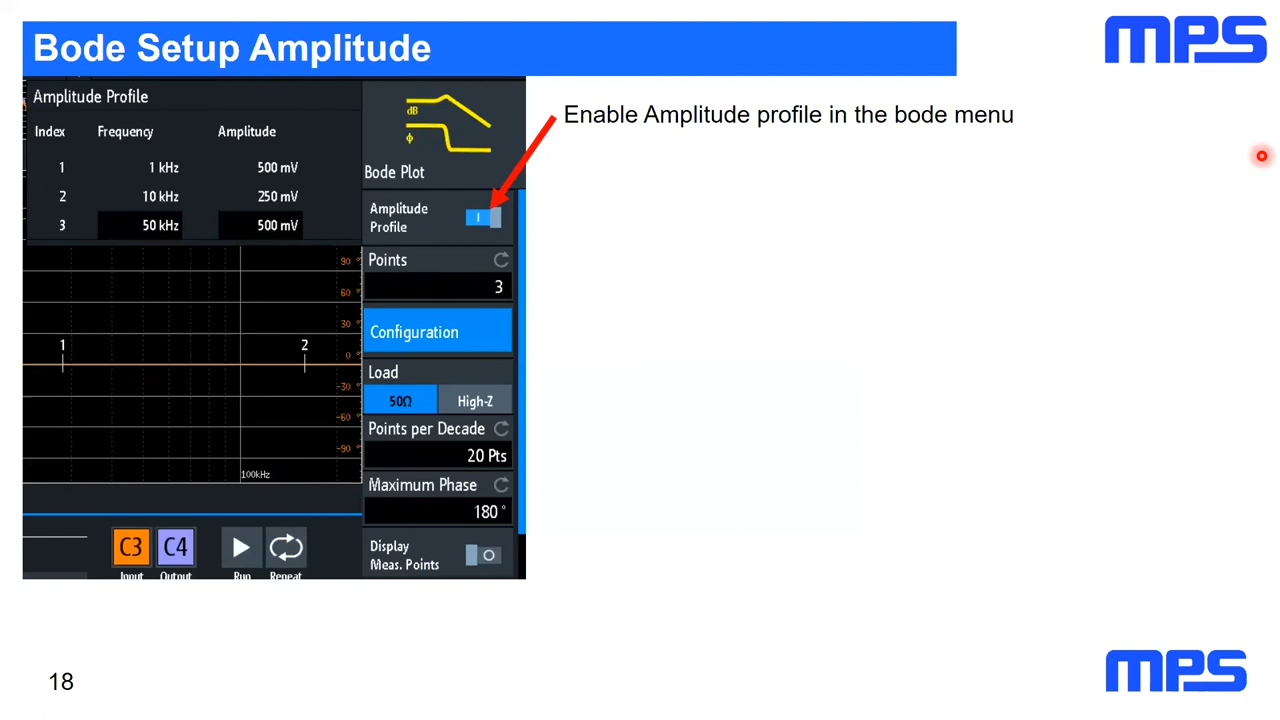 Bode Setup Amplitude
MPS
Amplitude Profile
Index Frequency Amplitude
1 1 kHz 500 mV
2 10 kHz 250 mV
3 50 kHz 500 mV
dB
ϕ
Bode Plot
Enable Amplitude profile in the bode menu
Amplitude
Profile
Points
3
Configuration
Load
50Ω High-Z
Points per Decade
20 Pts
Maximum Phase
180 °
Display
Meas. Points
90 °
60 °
30 °
0 °
-30 °
-60 °
-90 °
1 2
100kHz
C3 C4
Input Output Run Repeat
18
MPS